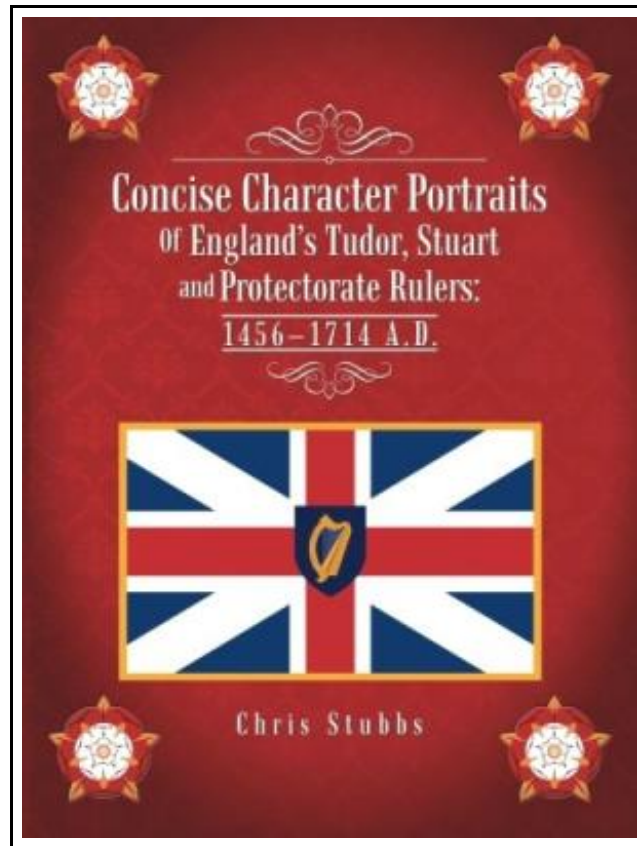 Concise Character Portraits
Of England's Tudor, Stuart
and Protectorate Rulers:
1456–1714 A.D.
Chris Stubbs